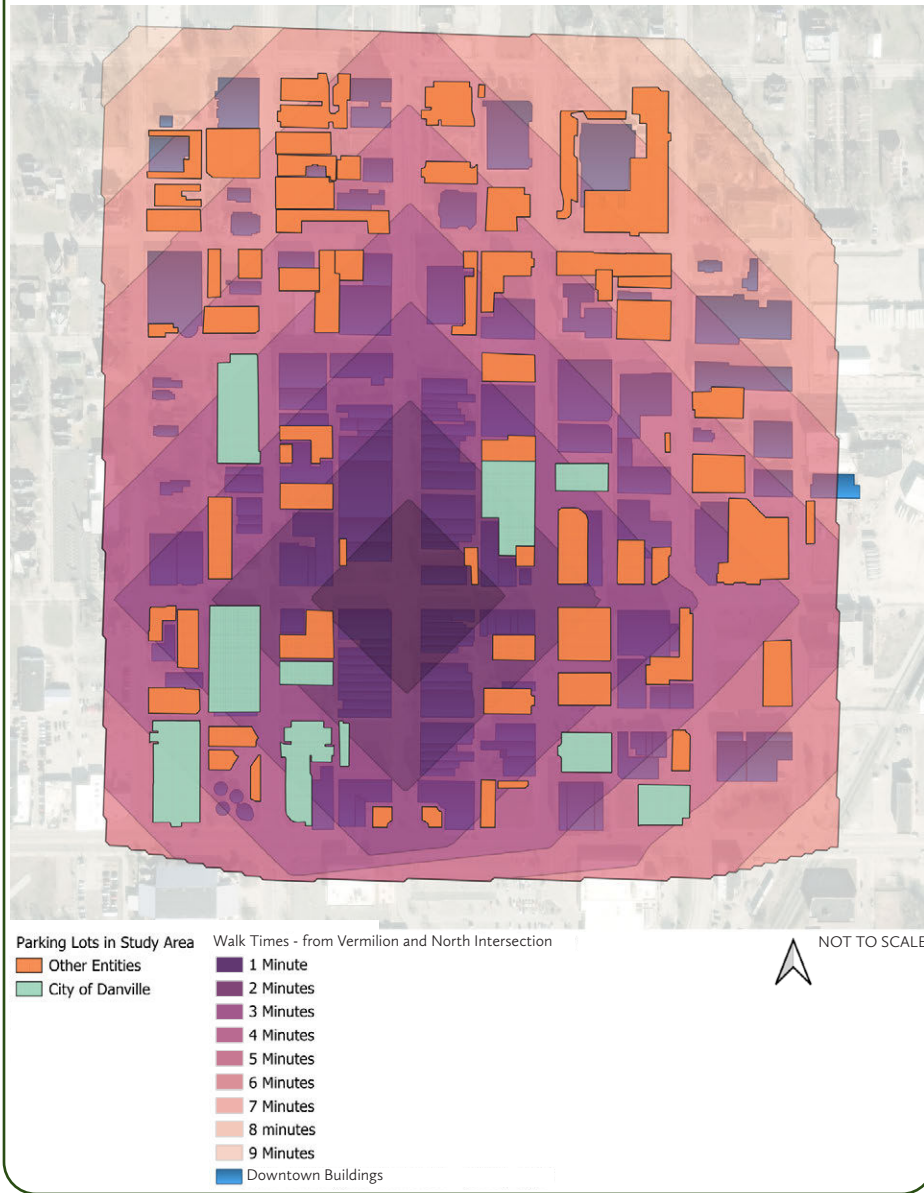 Parking Lots in Study Area
Other Entities
City of Danville
Walk Times - from Vermilion and North Intersection
1 Minute
2 Minutes
3 Minutes
4 Minutes
5 Minutes
6 Minutes
7 Minutes
8 minutes
9 Minutes
Downtown Buildings
NOT TO SCALE